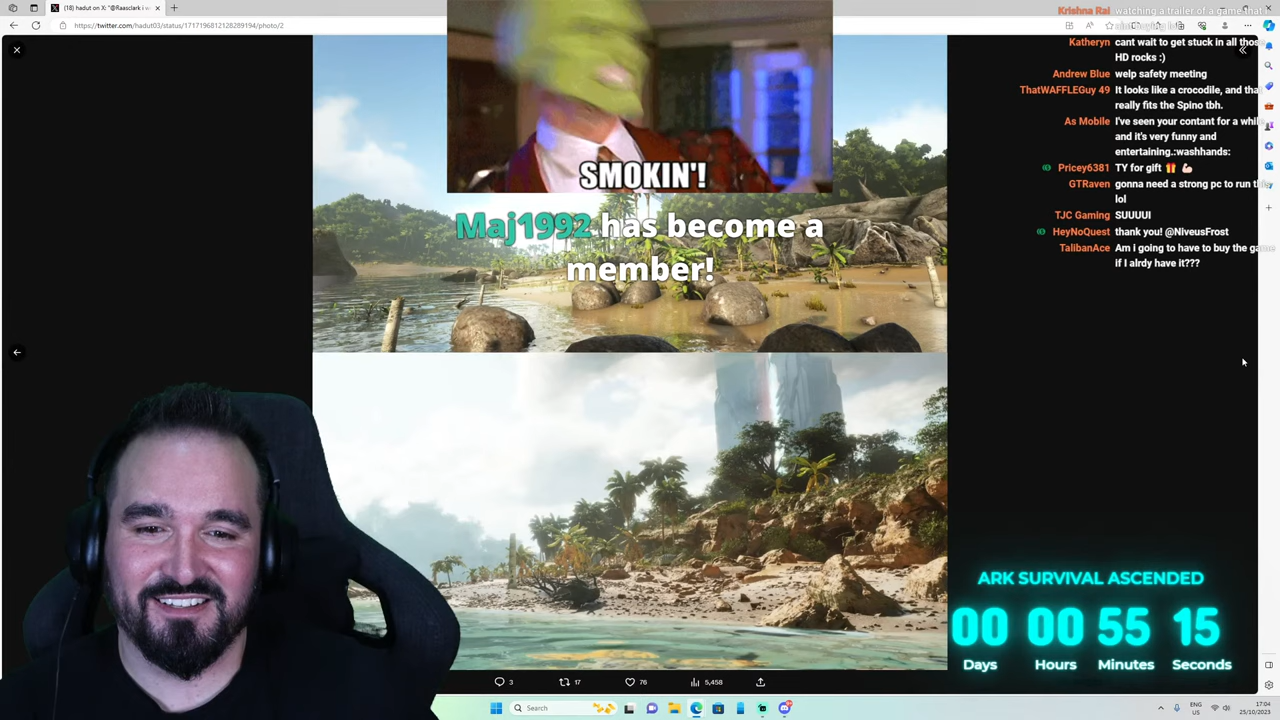 (18) hadut on X: "@Raasclark i w
https://twitter.com/hadut03/status/1717196812128289194/photo/2
SMOKIN'!
Maj1992 has become a
member!
Krishna Rai watching a trailer of a game that
Katheryn cant wait to get stuck in all those
HD rocks :)
Andrew Blue welp safety meeting
ThatWAFFLEGuy 49 It looks like a crocodile, and that
really fits the Spino tbh.
As Mobile I've seen your contant for a while
and it's very funny and
entertaining.:washhands:
Pricey6381 TY for gift 🎁 💪🏻
GTRaven gonna need a strong pc to run this
lol
TJC Gaming SUUUUI
HeyNoQuest thank you! @NiveusFrost
TalibanAce Am i going to have to buy the game
if I alrdy have it???
ARK SURVIVAL ASCENDED
00 00 55 15
Days Hours Minutes Seconds
3 17 76 5,458
Search
ENG
US
17:04
25/10/2023